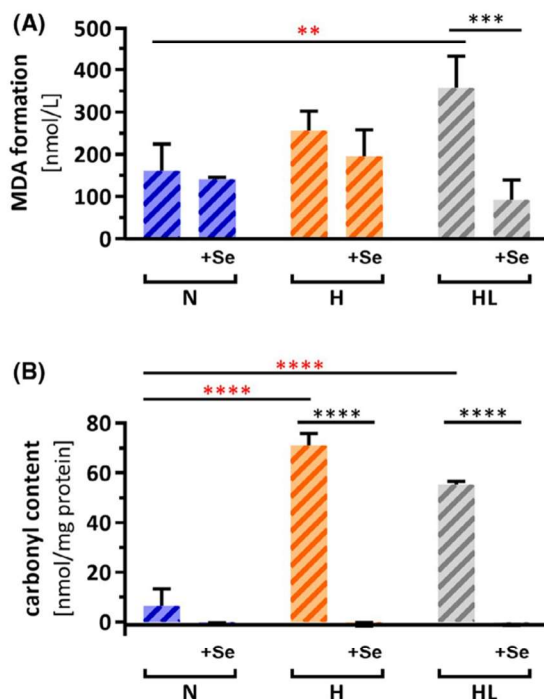 (A)
MDA formation
[nmol/L]
500
400
300
200
100
0
**
***
+Se
+Se
+Se
N
H
HL
(B)
carbonyl content
[nmol/mg protein]
80
60
40
20
0
****
****
****
****
+Se
+Se
+Se
N
H
HL